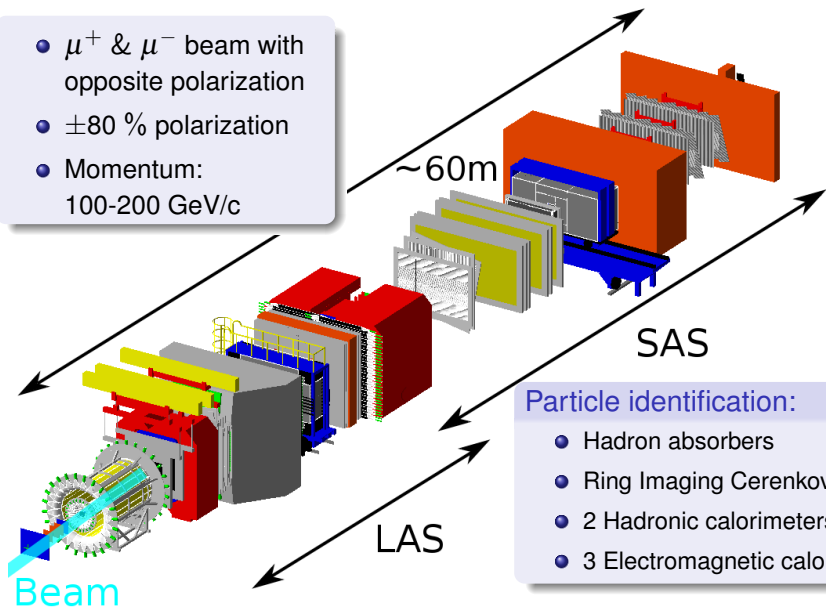 μ⁺ & μ⁻ beam with
opposite polarization
±80 % polarization
Momentum:
100-200 GeV/c
~60m
SAS
Particle identification:
Hadron absorbers
Ring Imaging Cerenkov
2 Hadronic calorimeters
3 Electromagnetic calo
LAS
Beam